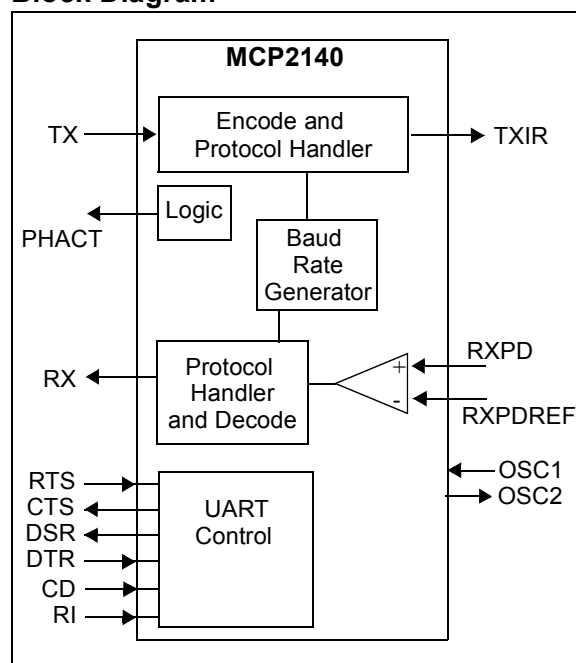 Block Diagram
MCP2140
TX
Encode and
Protocol Handler
TXIR
Logic
PHACT
Baud
Rate
Generator
RX
Protocol
Handler
and Decode
+
-
RXPD
RXPDREF
RTS
CTS
DSR
DTR
CD
RI
UART
Control
OSC1
OSC2